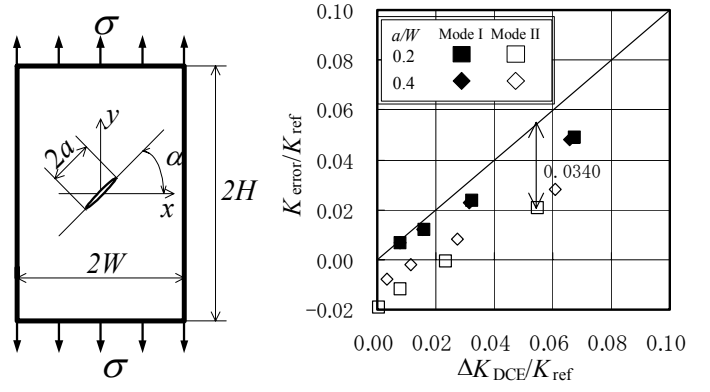 σ
y
2a
α
x
2H
2W
σ
K error/K ref
0.10
0.08
0.06
0.04
0.02
0.00
−0.02
a/W Mode I Mode II
0.2
0.4
0.0340
0.00 0.02 0.04 0.06 0.08 0.10
ΔK DCE/K ref